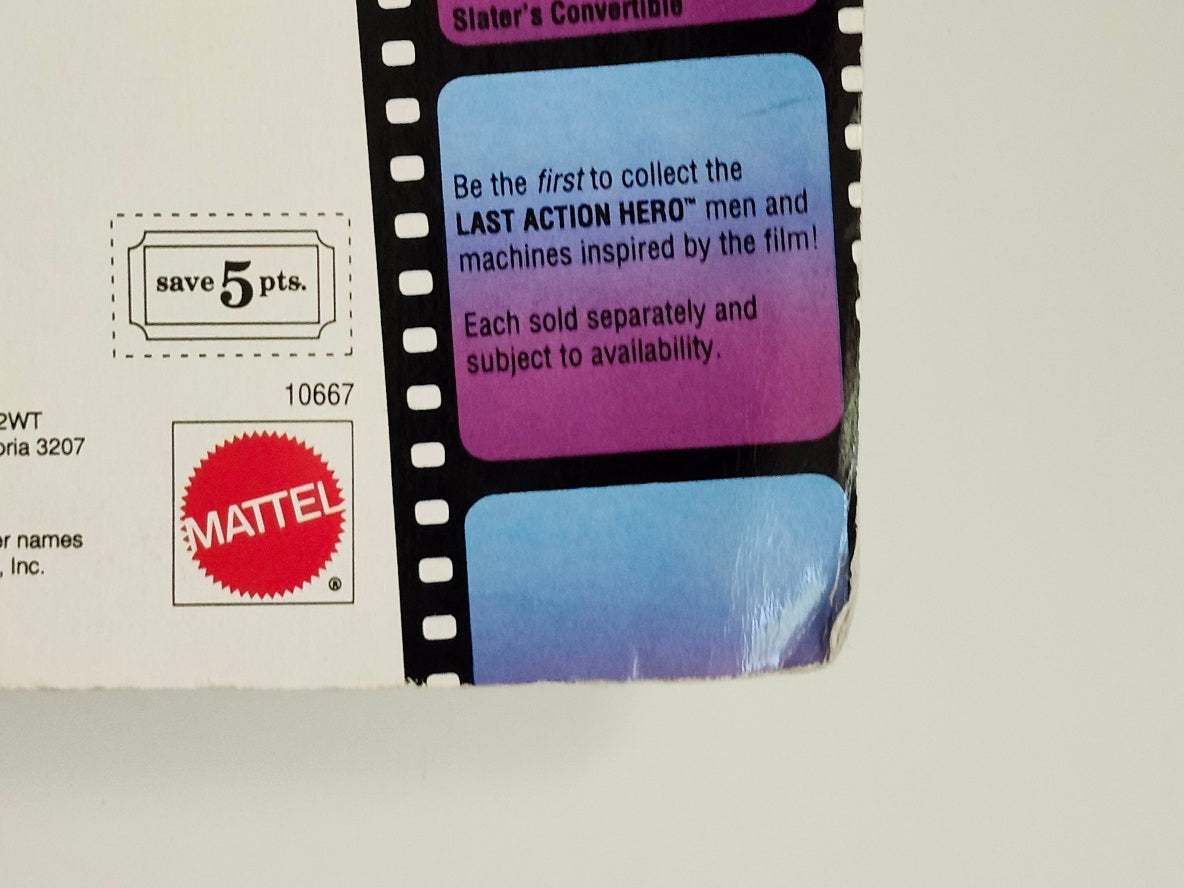 Slater's Convertible
Be the first to collect the
LAST ACTION HERO™ men and
machines inspired by the film!
Each sold separately and
subject to availability.
save 5 pts.
10667
2WT
oria 3207
MATTEL
®
er names
, Inc.